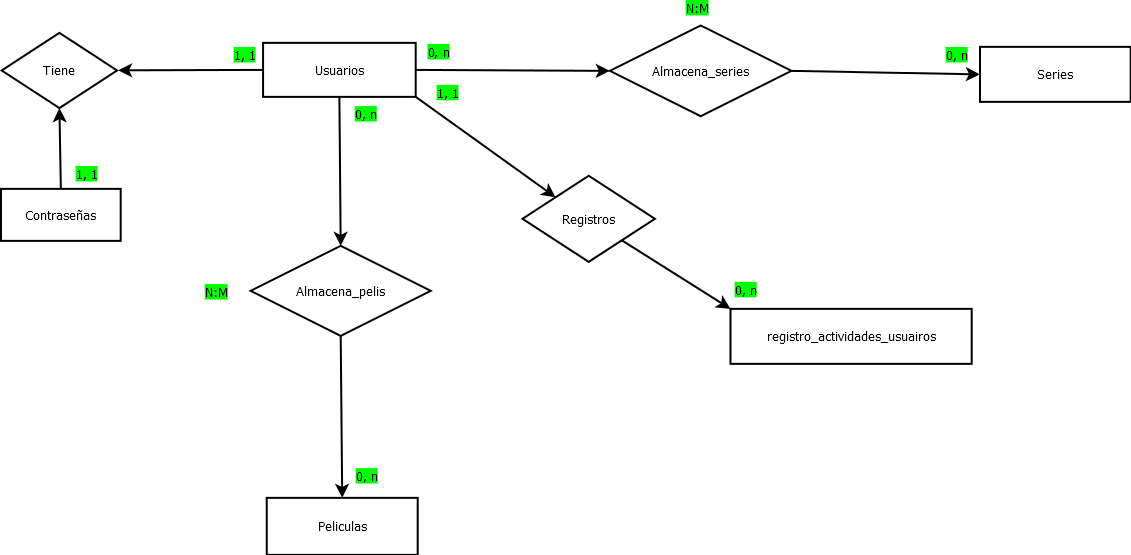 N:M
1, 1
Usuarios
0, n
0, n
Tiene
Almacena_series
Series
1, 1
0, n
1, 1
Contraseñas
Registros
N:M
Almacena_pelis
0, n
registro_actividades_usuairos
0, n
Peliculas